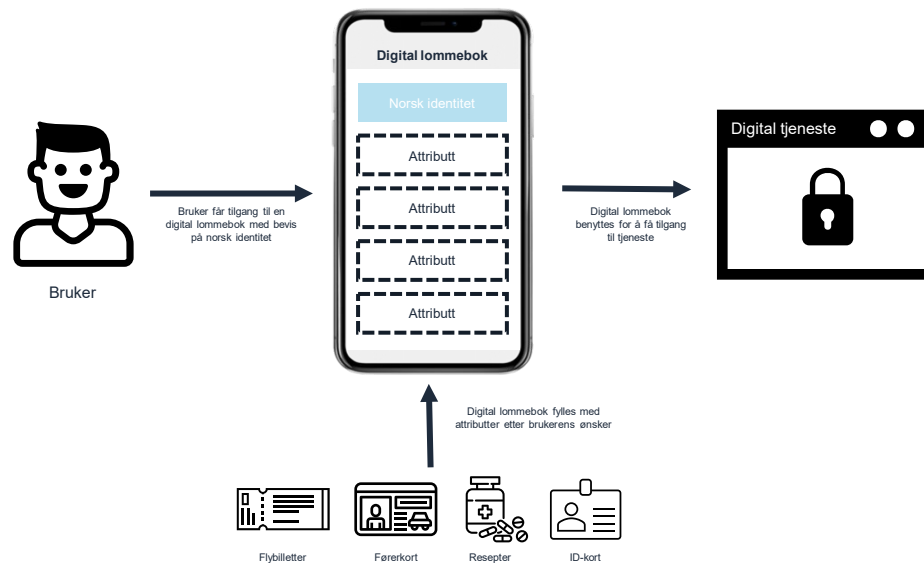 Digital lommebok
Norsk identitet
Attributt
Attributt
Attributt
Attributt
Bruker
Bruker får tilgang til en
digital lommebok med bevis
på norsk identitet
Digital lommebok
benyttes for å få tilgang
til tjeneste
Digital tjeneste
Digital lommebok fylles med
attributter etter brukerens ønsker
Flybilletter
Førerkort
Resepter
ID-kort